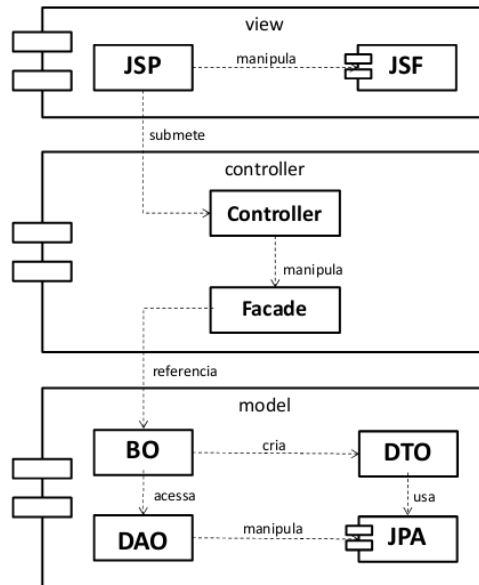 view
JSP
manipula
JSF
submete
controller
Controller
manipula
Facade
referencia
model
BO
cria
DTO
acessa
usa
DAO
manipula
JPA